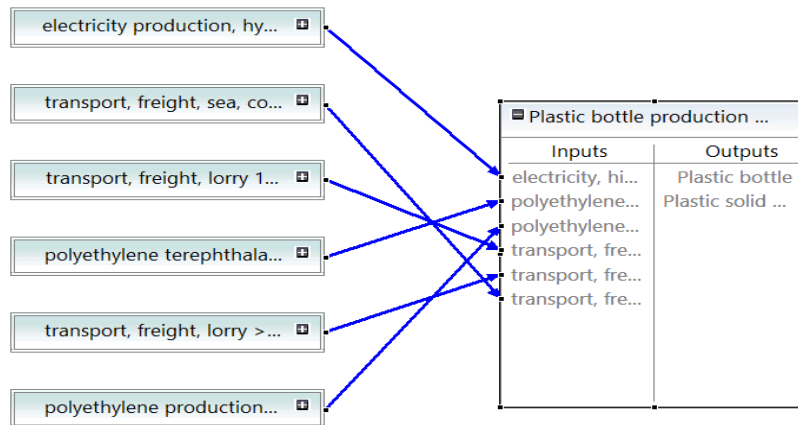 electricity production, hy...
transport, freight, sea, co...
transport, freight, lorry 1...
polyethylene terephthala...
transport, freight, lorry >...
polyethylene production...
Plastic bottle production ...
Inputs Outputs
electricity, hi... Plastic bottle
polyethylene... Plastic solid ...
polyethylene...
transport, fre...
transport, fre...
transport, fre...